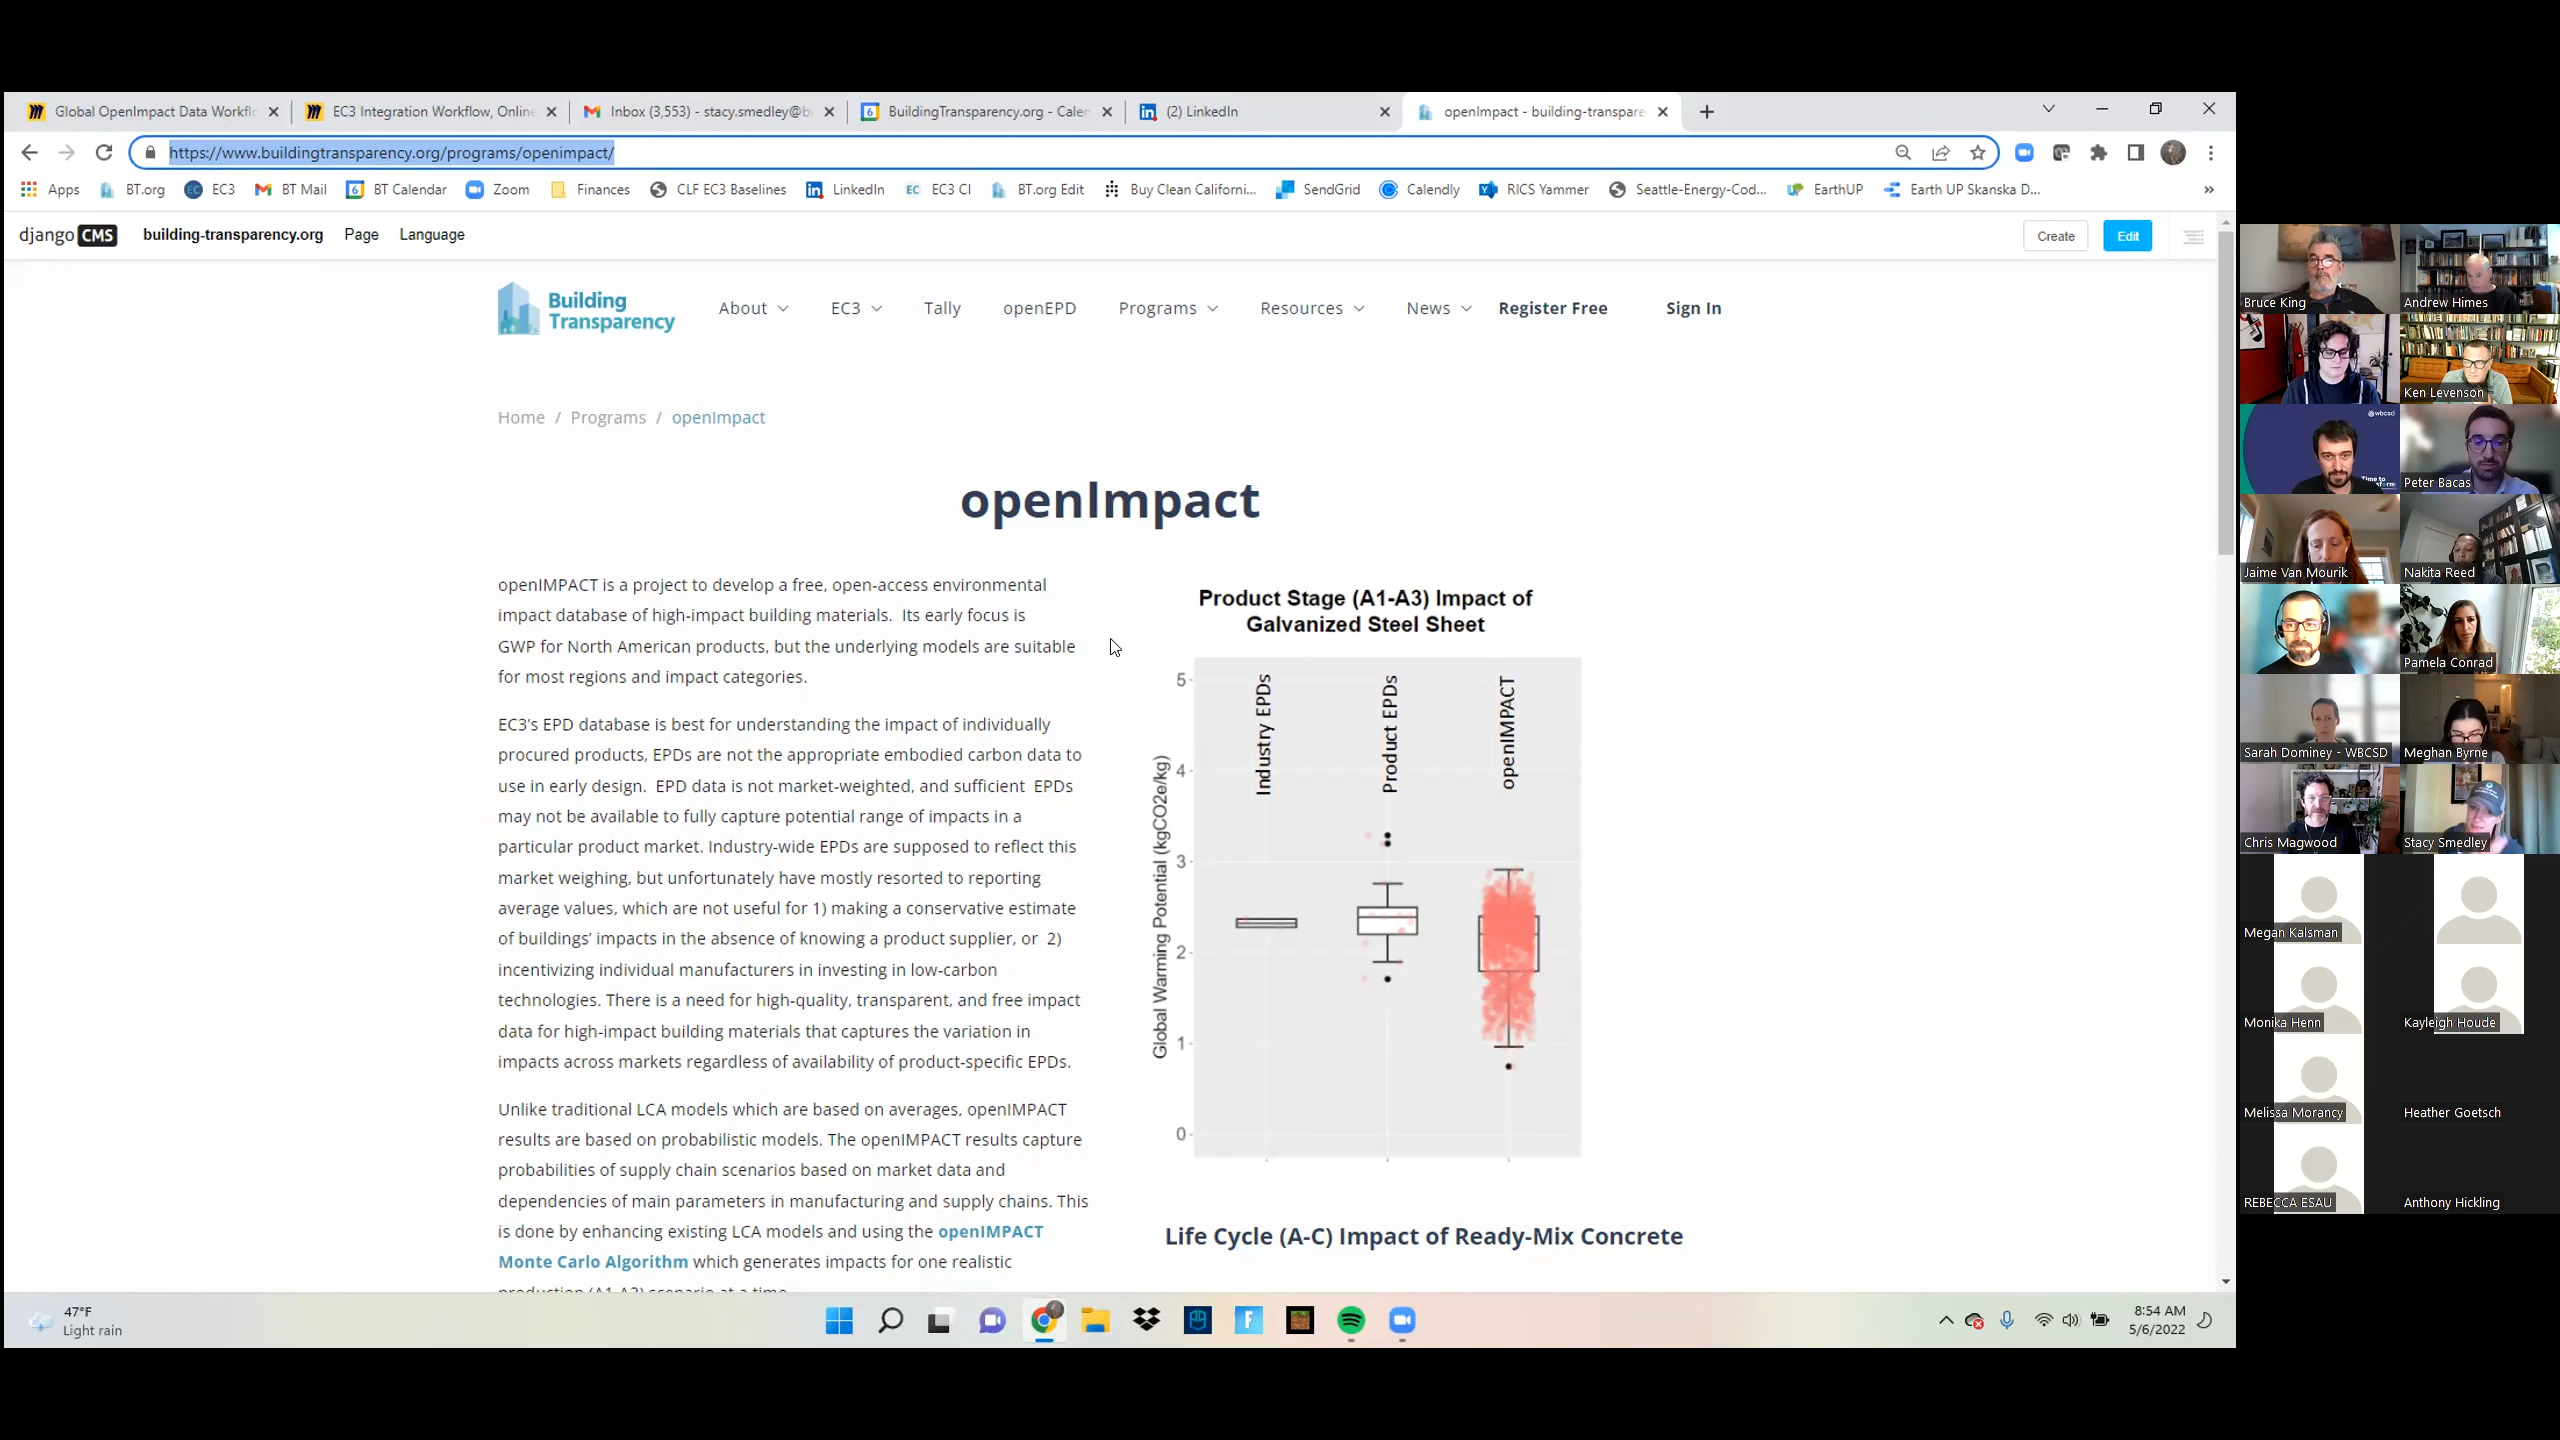 Global OpenImpact Data Workfl
EC3 Integration Workflow, Online
Inbox (3,553) - stacy.smedley@b
BuildingTransparency.org - Calen
(2) LinkedIn
openImpact - building-transpare
https://www.buildingtransparency.org/programs/openimpact/
Apps
BT.org
EC3
BT Mail
BT Calendar
Zoom
Finances
CLF EC3 Baselines
LinkedIn
EC3 CI
BT.org Edit
Buy Clean Californi...
SendGrid
Calendly
RICS Yammer
Seattle-Energy-Cod...
EarthUP
Earth UP Skanska D...
»
django CMS
building-transparency.org
Page
Language
Create
Edit
Building
Transparency
About
EC3
Tally
openEPD
Programs
Resources
News
Register Free
Sign In
Home / Programs / openImpact
openImpact
openIMPACT is a project to develop a free, open-access environmental
impact database of high-impact building materials.  Its early focus is
GWP for North American products, but the underlying models are suitable
for most regions and impact categories.
EC3's EPD database is best for understanding the impact of individually
procured products, EPDs are not the appropriate embodied carbon data to
use in early design.  EPD data is not market-weighted, and sufficient  EPDs
may not be available to fully capture potential range of impacts in a
particular product market. Industry-wide EPDs are supposed to reflect this
market weighing, but unfortunately have mostly resorted to reporting
average values, which are not useful for 1) making a conservative estimate
of buildings’ impacts in the absence of knowing a product supplier, or  2)
incentivizing individual manufacturers in investing in low-carbon
technologies. There is a need for high-quality, transparent, and free impact
data for high-impact building materials that captures the variation in
impacts across markets regardless of availability of product-specific EPDs.
Unlike traditional LCA models which are based on averages, openIMPACT
results are based on probabilistic models. The openIMPACT results capture
probabilities of supply chain scenarios based on market data and
dependencies of main parameters in manufacturing and supply chains. This
is done by enhancing existing LCA models and using the openIMPACT
Monte Carlo Algorithm which generates impacts for one realistic
production (A1-A3) scenario at a time
Product Stage (A1-A3) Impact of
Galvanized Steel Sheet
Global Warming Potential (kgCO2e/kg)
5
4
3
2
1
0
Industry EPDs
Product EPDs
openIMPACT
Life Cycle (A-C) Impact of Ready-Mix Concrete
47°F
Light rain
8:54 AM
5/6/2022
Bruce King
Andrew Himes
Ken Levenson
wbcsd
Peter Bacas
Jaime Van Mourik
Nakita Reed
Pamela Conrad
Sarah Dominey - WBCSD
Meghan Byrne
Chris Magwood
Stacy Smedley
Megan Kalsman
Monika Henn
Kayleigh Houde
Melissa Morancy
Heather Goetsch
REBECCA ESAU
Anthony Hickling